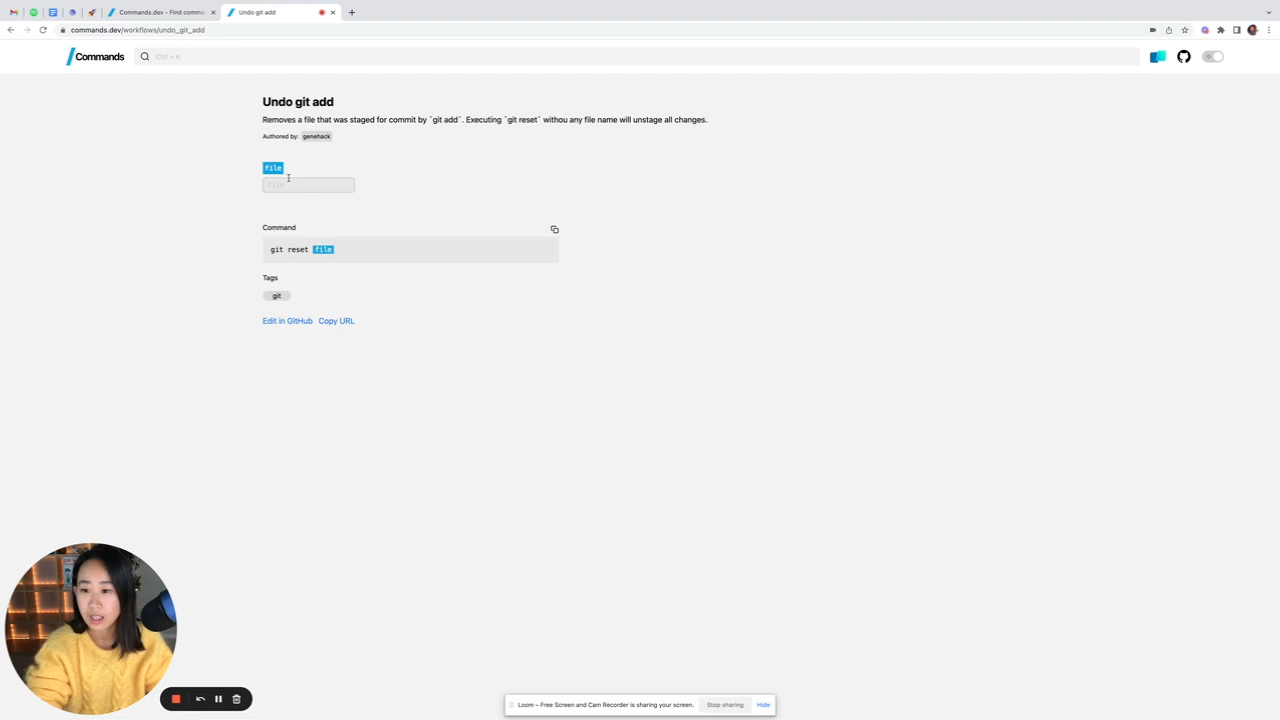 Commands.dev - Find comma
Undo git add
commands.dev/workflows/undo_git_add
Commands
Ctrl + K
Undo git add
Removes a file that was staged for commit by `git add`. Executing `git reset` withou any file name will unstage all changes.
Authored by: genehack
file
file
Command
git reset file
Tags
git
Edit in GitHub Copy URL
Loom – Free Screen and Cam Recorder is sharing your screen. Stop sharing Hide